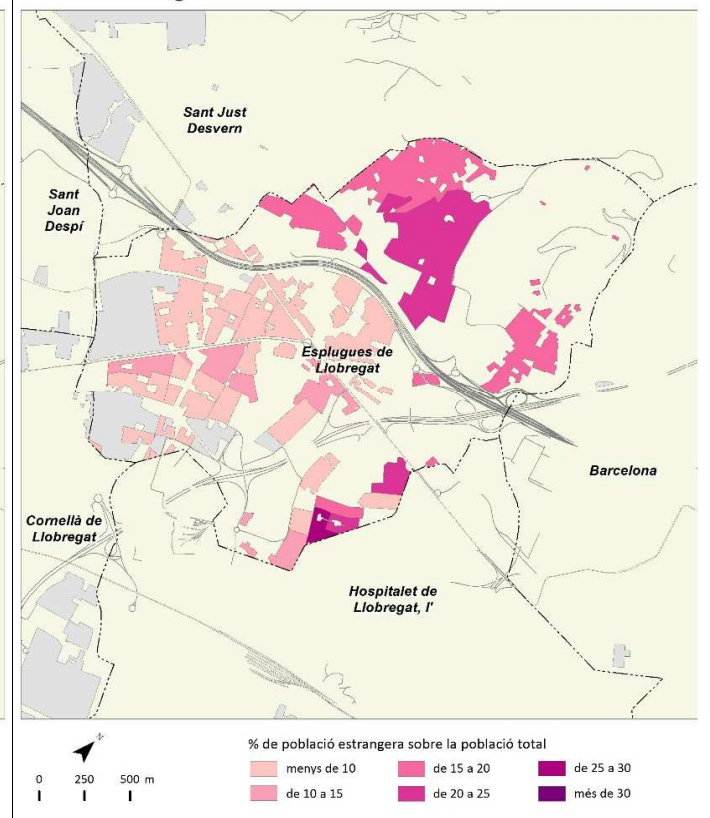 Sant Just
Desvern
Sant
Joan
Despí
Esplugues de
Llobregat
Barcelona
Cornellà de
Llobregat
Hospitalet de
Llobregat, l'
N
% de població estrangera sobre la població total
0 250 500 m
menys de 10
de 15 a 20
de 25 a 30
de 10 a 15
de 20 a 25
més de 30